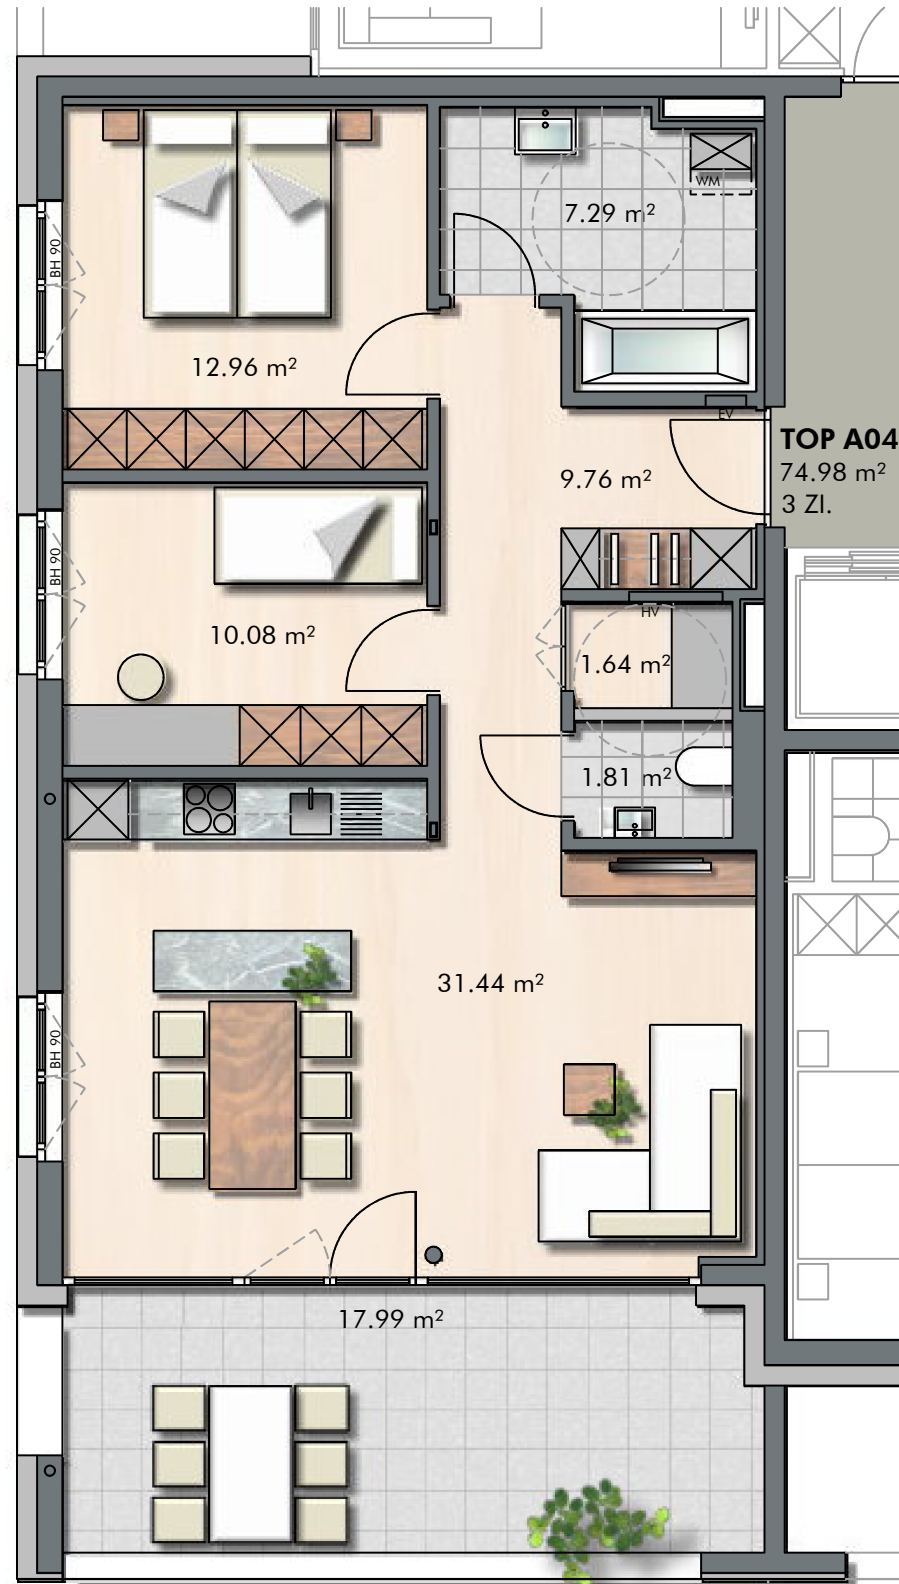 WM
7.29 m²
BH 90
12.96 m²
EV
TOP A04
74.98 m²
3 ZI.
9.76 m²
BH 90
HV
10.08 m²
1.64 m²
1.81 m²
31.44 m²
BH 90
17.99 m²